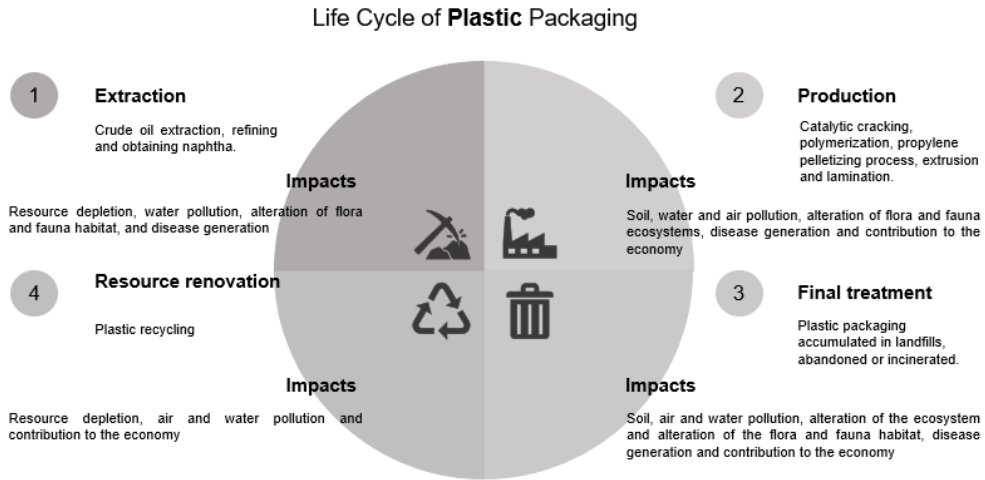 Life Cycle of Plastic Packaging
1
Extraction
Crude oil extraction, refining
and obtaining naphtha.
Impacts
Resource depletion, water pollution, alteration of flora
and fauna habitat, and disease generation
2
Production
Catalytic cracking,
polymerization, propylene
pelletizing process, extrusion
and lamination.
Impacts
Soil, water and air pollution, alteration of flora and fauna
ecosystems, disease generation and contribution to the
economy
4
Resource renovation
Plastic recycling
Impacts
Resource depletion, air and water pollution and
contribution to the economy
3
Final treatment
Plastic packaging
accumulated in landfills,
abandoned or incinerated.
Impacts
Soil, air and water pollution, alteration of the ecosystem
and alteration of the flora and fauna habitat, disease
generation and contribution to the economy